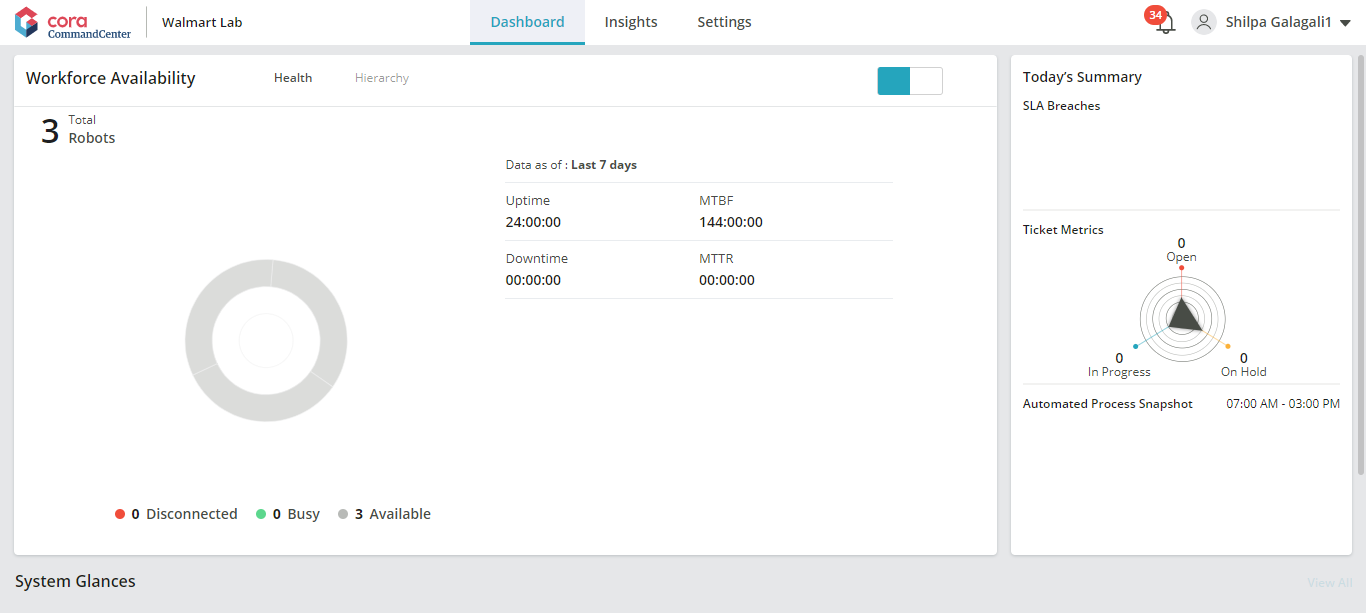 cora
CommandCenter
Walmart Lab
Dashboard
Insights
Settings
34
Shilpa Galagali1
Workforce Availability
Health
Hierarchy
3 Total
Robots
Data as of : Last 7 days
Uptime
24:00:00
MTBF
144:00:00
Downtime
00:00:00
MTTR
00:00:00
0 Disconnected
0 Busy
3 Available
Today's Summary
SLA Breaches
Ticket Metrics
0
Open
0
In Progress
0
On Hold
Automated Process Snapshot
07:00 AM - 03:00 PM
System Glances
View All